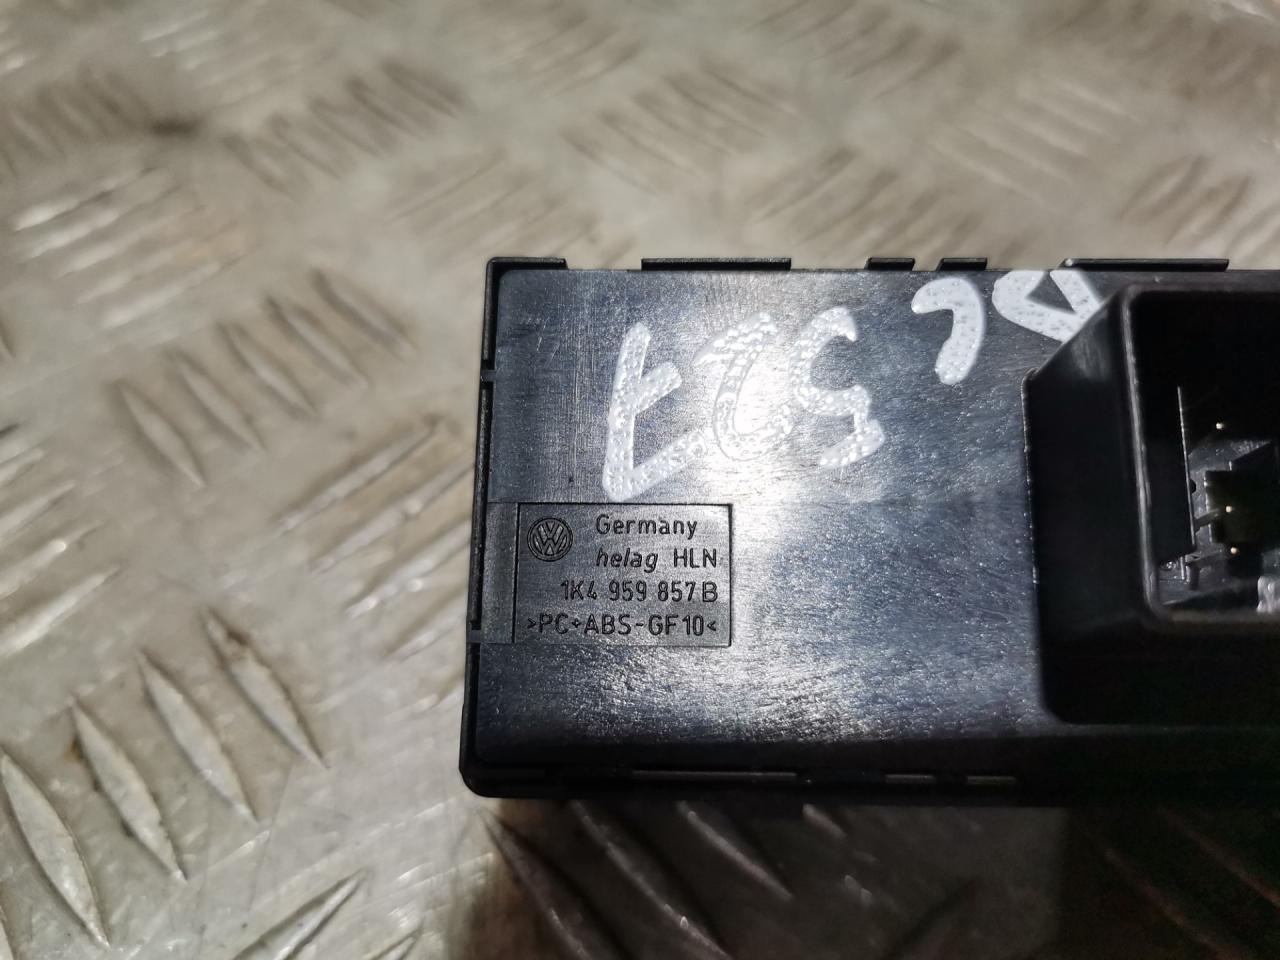 Germany
helag HLN
1K4 959 857 B
>PC+ABS-GF10<